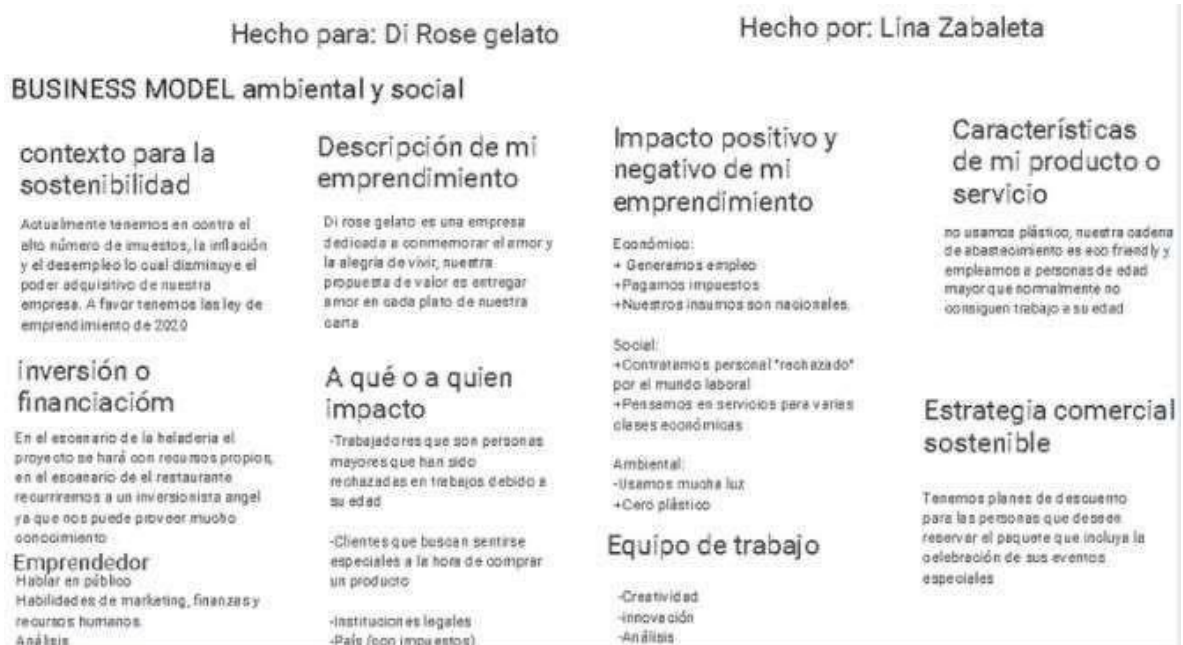 Hecho para: Di Rose gelato
Hecho por: Lina Zabaleta
BUSINESS MODEL ambiental y social
contexto para la
sostenibilidad
Actualmente tenemos en contra el
alto número de imuestos, la inflación
y el desempleo lo cual disminuye el
poder adquisitivo de nuestra
empresa. A favor tenemos las ley de
emprendimiento de 2020
inversión o
financiacióm
En el escenario de la heladeria el
proyecto se hará con recursos propios,
en el escenario de el restaurante
recurriremos a un inversionista angel
ya que nos puede proveer mucho
conocimiento
Emprendedor
Hablar en público
Habilidades de marketing, finanzas y
recursos humanos.
Análisis
Descripción de mi
emprendimiento
Di rose gelato es una empresa
dedicada a conmemorar el amor y
la alegria de vivir, nuestra
propuesta de valor es entregar
amor en cada plato de nuestra
carta
A qué o a quien
impacto
-Trabajadores que son personas
mayores que han sido
rechazadas en trabajos debido a
su edad
-Clientes que buscan sentirse
especiales a la hora de comprar
un producto
-Instituciones legales
-País (con impuestos)
Impacto positivo y
negativo de mi
emprendimiento
Económico:
+ Generamos empleo
+Pagamos impuestos
+Nuestros insumos son nacionales.
Social:
+Contratamos personal "rechazado"
por el mundo laboral
+Pensamos en servicios para varias
clases económicas
Ambiental:
-Usamos mucha luz
+Cero plástico
Equipo de trabajo
-Creatividad
-innovación
-Análisis
Características
de mi producto o
servicio
no usamos plástico, nuestra cadena
de abastecimiento es eco friendly y
empleamos a personas de edad
mayor que normalmente no
consiguen trabajo a su edad
Estrategia comercial
sostenible
Tenemos planes de descuento
para las personas que deseen
reservar el paquete que incluya la
celebración de sus eventos
especiales